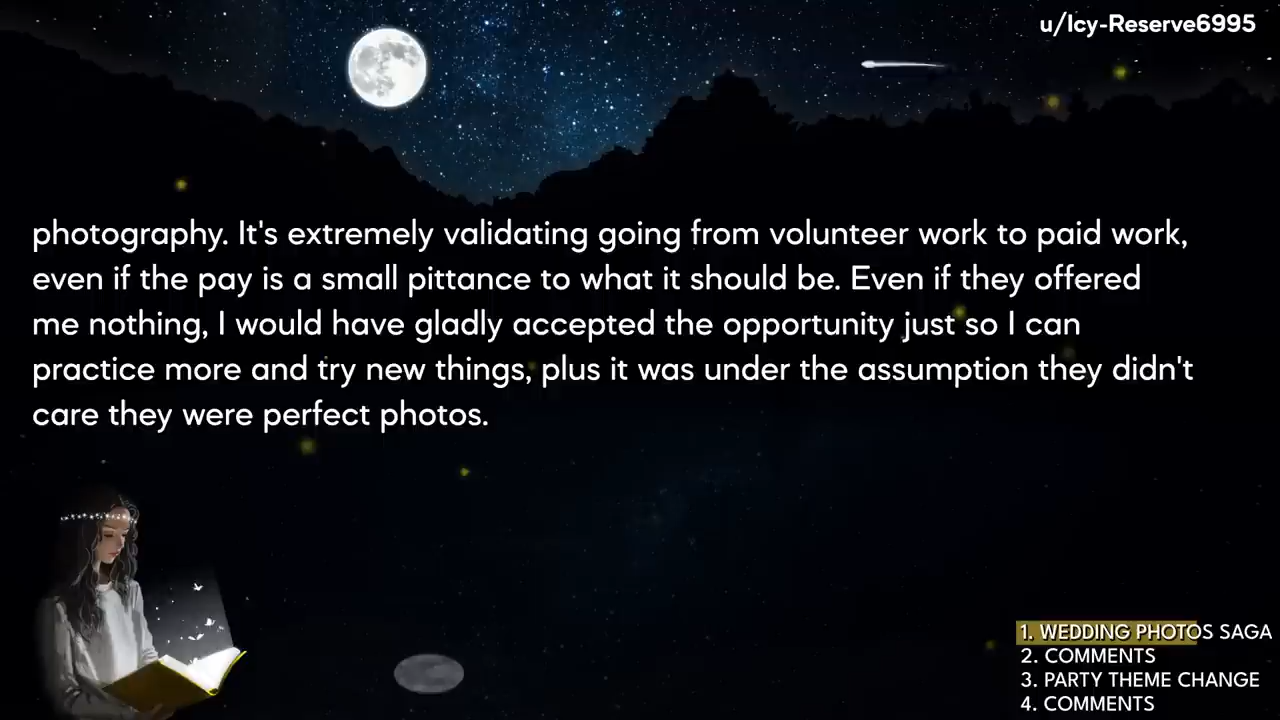 u/Icy-Reserve6995
photography. It's extremely validating going from volunteer work to paid work,
even if the pay is a small pittance to what it should be. Even if they offered
me nothing, I would have gladly accepted the opportunity just so I can
practice more and try new things, plus it was under the assumption they didn't
care they were perfect photos.
1. WEDDING PHOTOS SAGA
2. COMMENTS
3. PARTY THEME CHANGE
4. COMMENTS